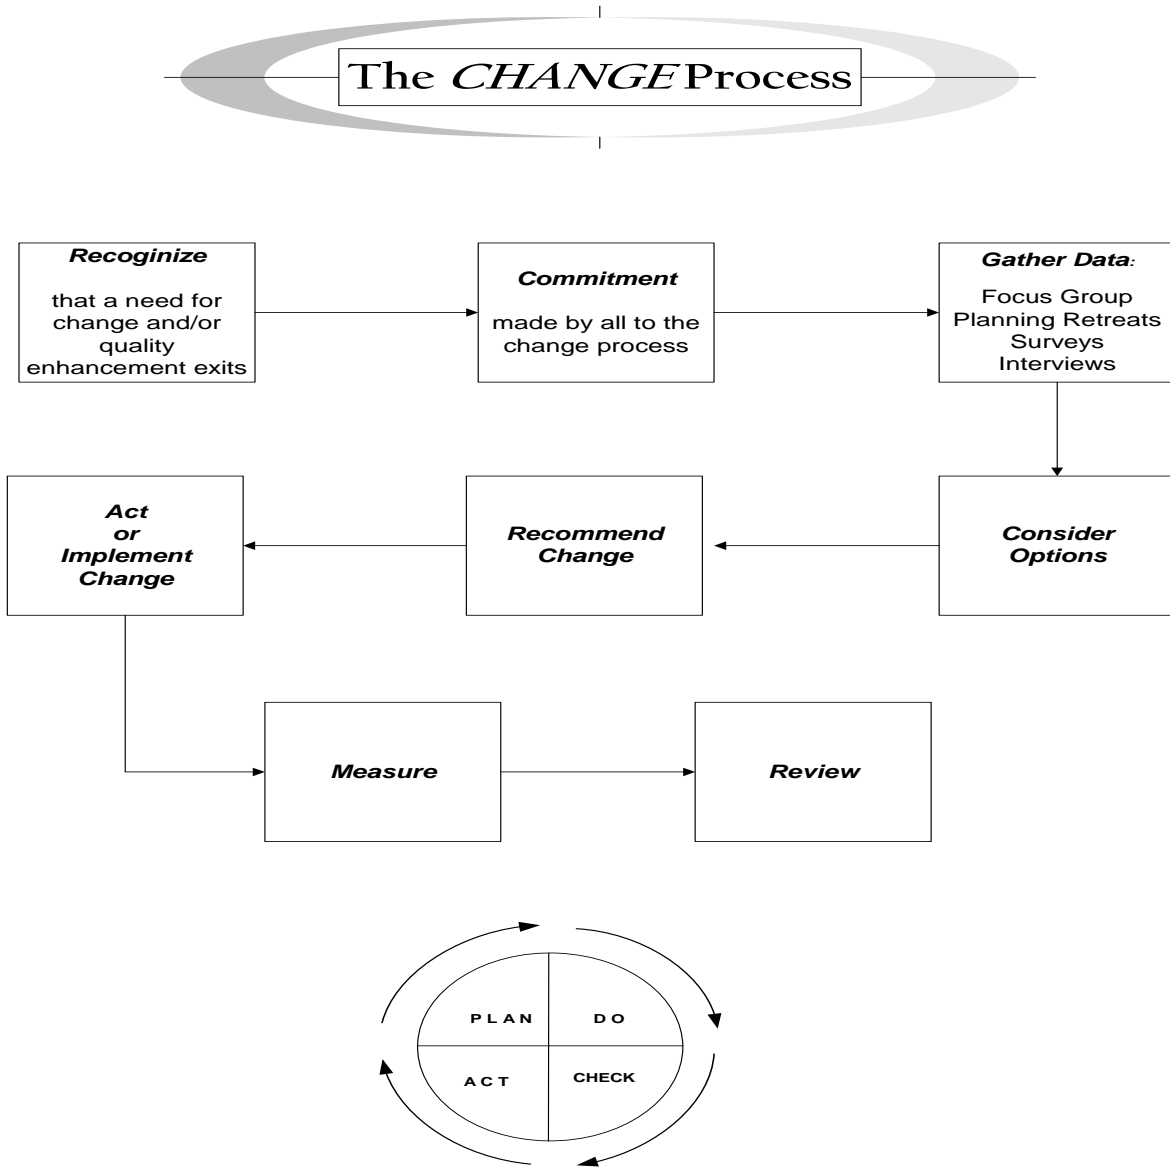 The CHANGE Process
Recoginize
that a need for
change and/or
quality
enhancement exits
Commitment
made by all to the
change process
Gather Data:
Focus Group
Planning Retreats
Surveys
Interviews
Consider
Options
Recommend
Change
Act
or
Implement
Change
Measure
Review
PLAN
DO
ACT
CHECK